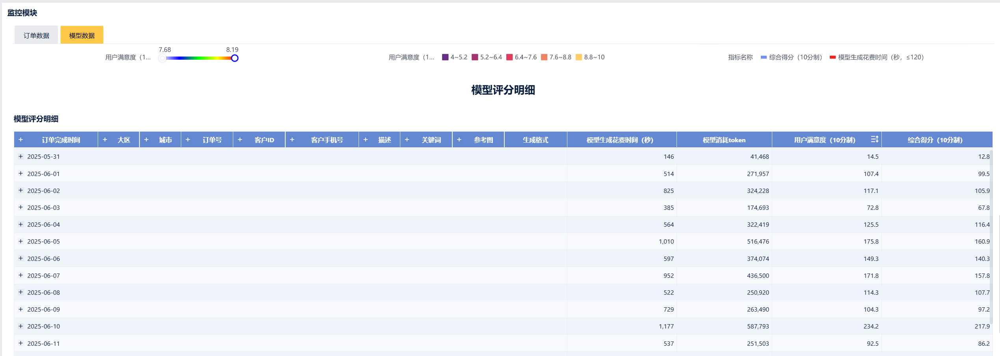 监控模块
订单数据 模型数据
7.68 8.19
用户满意度（1... 用户满意度（1... 4~5.2 5.2~6.4 6.4~7.6 7.6~8.8 8.8~10 指标名称 综合得分（10分制） 模型生成花费时间（秒，≤120）
模型评分明细
模型评分明细
+ 订单完成时间 + 大区 + 城市 + 订单号 + 客户ID + 客户手机号 + 描述 + 关键词 + 参考图 生成格式 模型生成花费时间（秒） 模型消耗token 用户满意度（10分制） 综合得分（10分制）
+ 2025-05-31 146 41,468 14.5 12.8
+ 2025-06-01 514 271,957 107.4 99.5
+ 2025-06-02 825 324,228 117.1 105.9
+ 2025-06-03 385 174,693 72.8 67.8
+ 2025-06-04 564 322,419 125.5 116.4
+ 2025-06-05 1,010 516,476 175.8 160.9
+ 2025-06-06 597 374,074 149.3 140.3
+ 2025-06-07 952 436,500 171.8 157.8
+ 2025-06-08 522 250,920 114.3 107.7
+ 2025-06-09 729 263,490 104.3 97.2
+ 2025-06-10 1,177 587,793 234.2 217.9
+ 2025-06-11 537 251,503 92.5 86.2